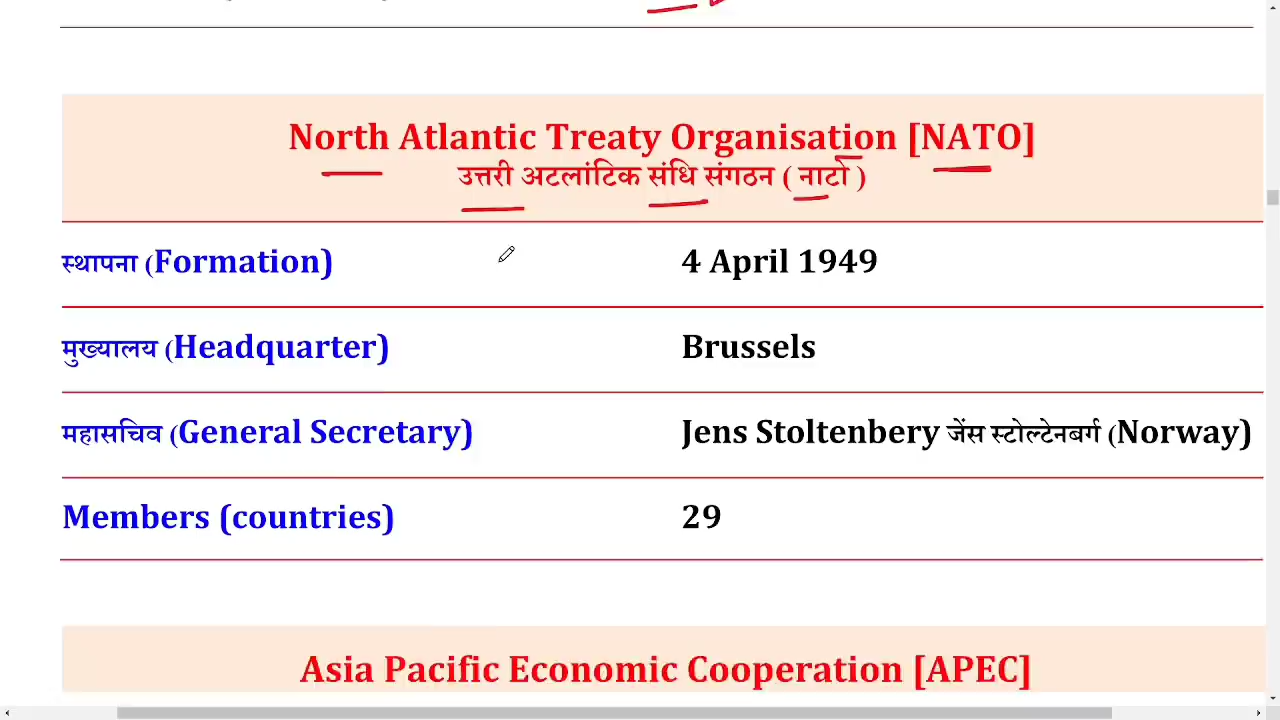 North Atlantic Treaty Organisation [NATO]
उत्तरी अटलांटिक संधि संगठन ( नाटो )
स्थापना (Formation) 4 April 1949
मुख्यालय (Headquarter) Brussels
महासचिव (General Secretary) Jens Stoltenbery जेंस स्टोल्टेनबर्ग (Norway)
Members (countries) 29
Asia Pacific Economic Cooperation [APEC]